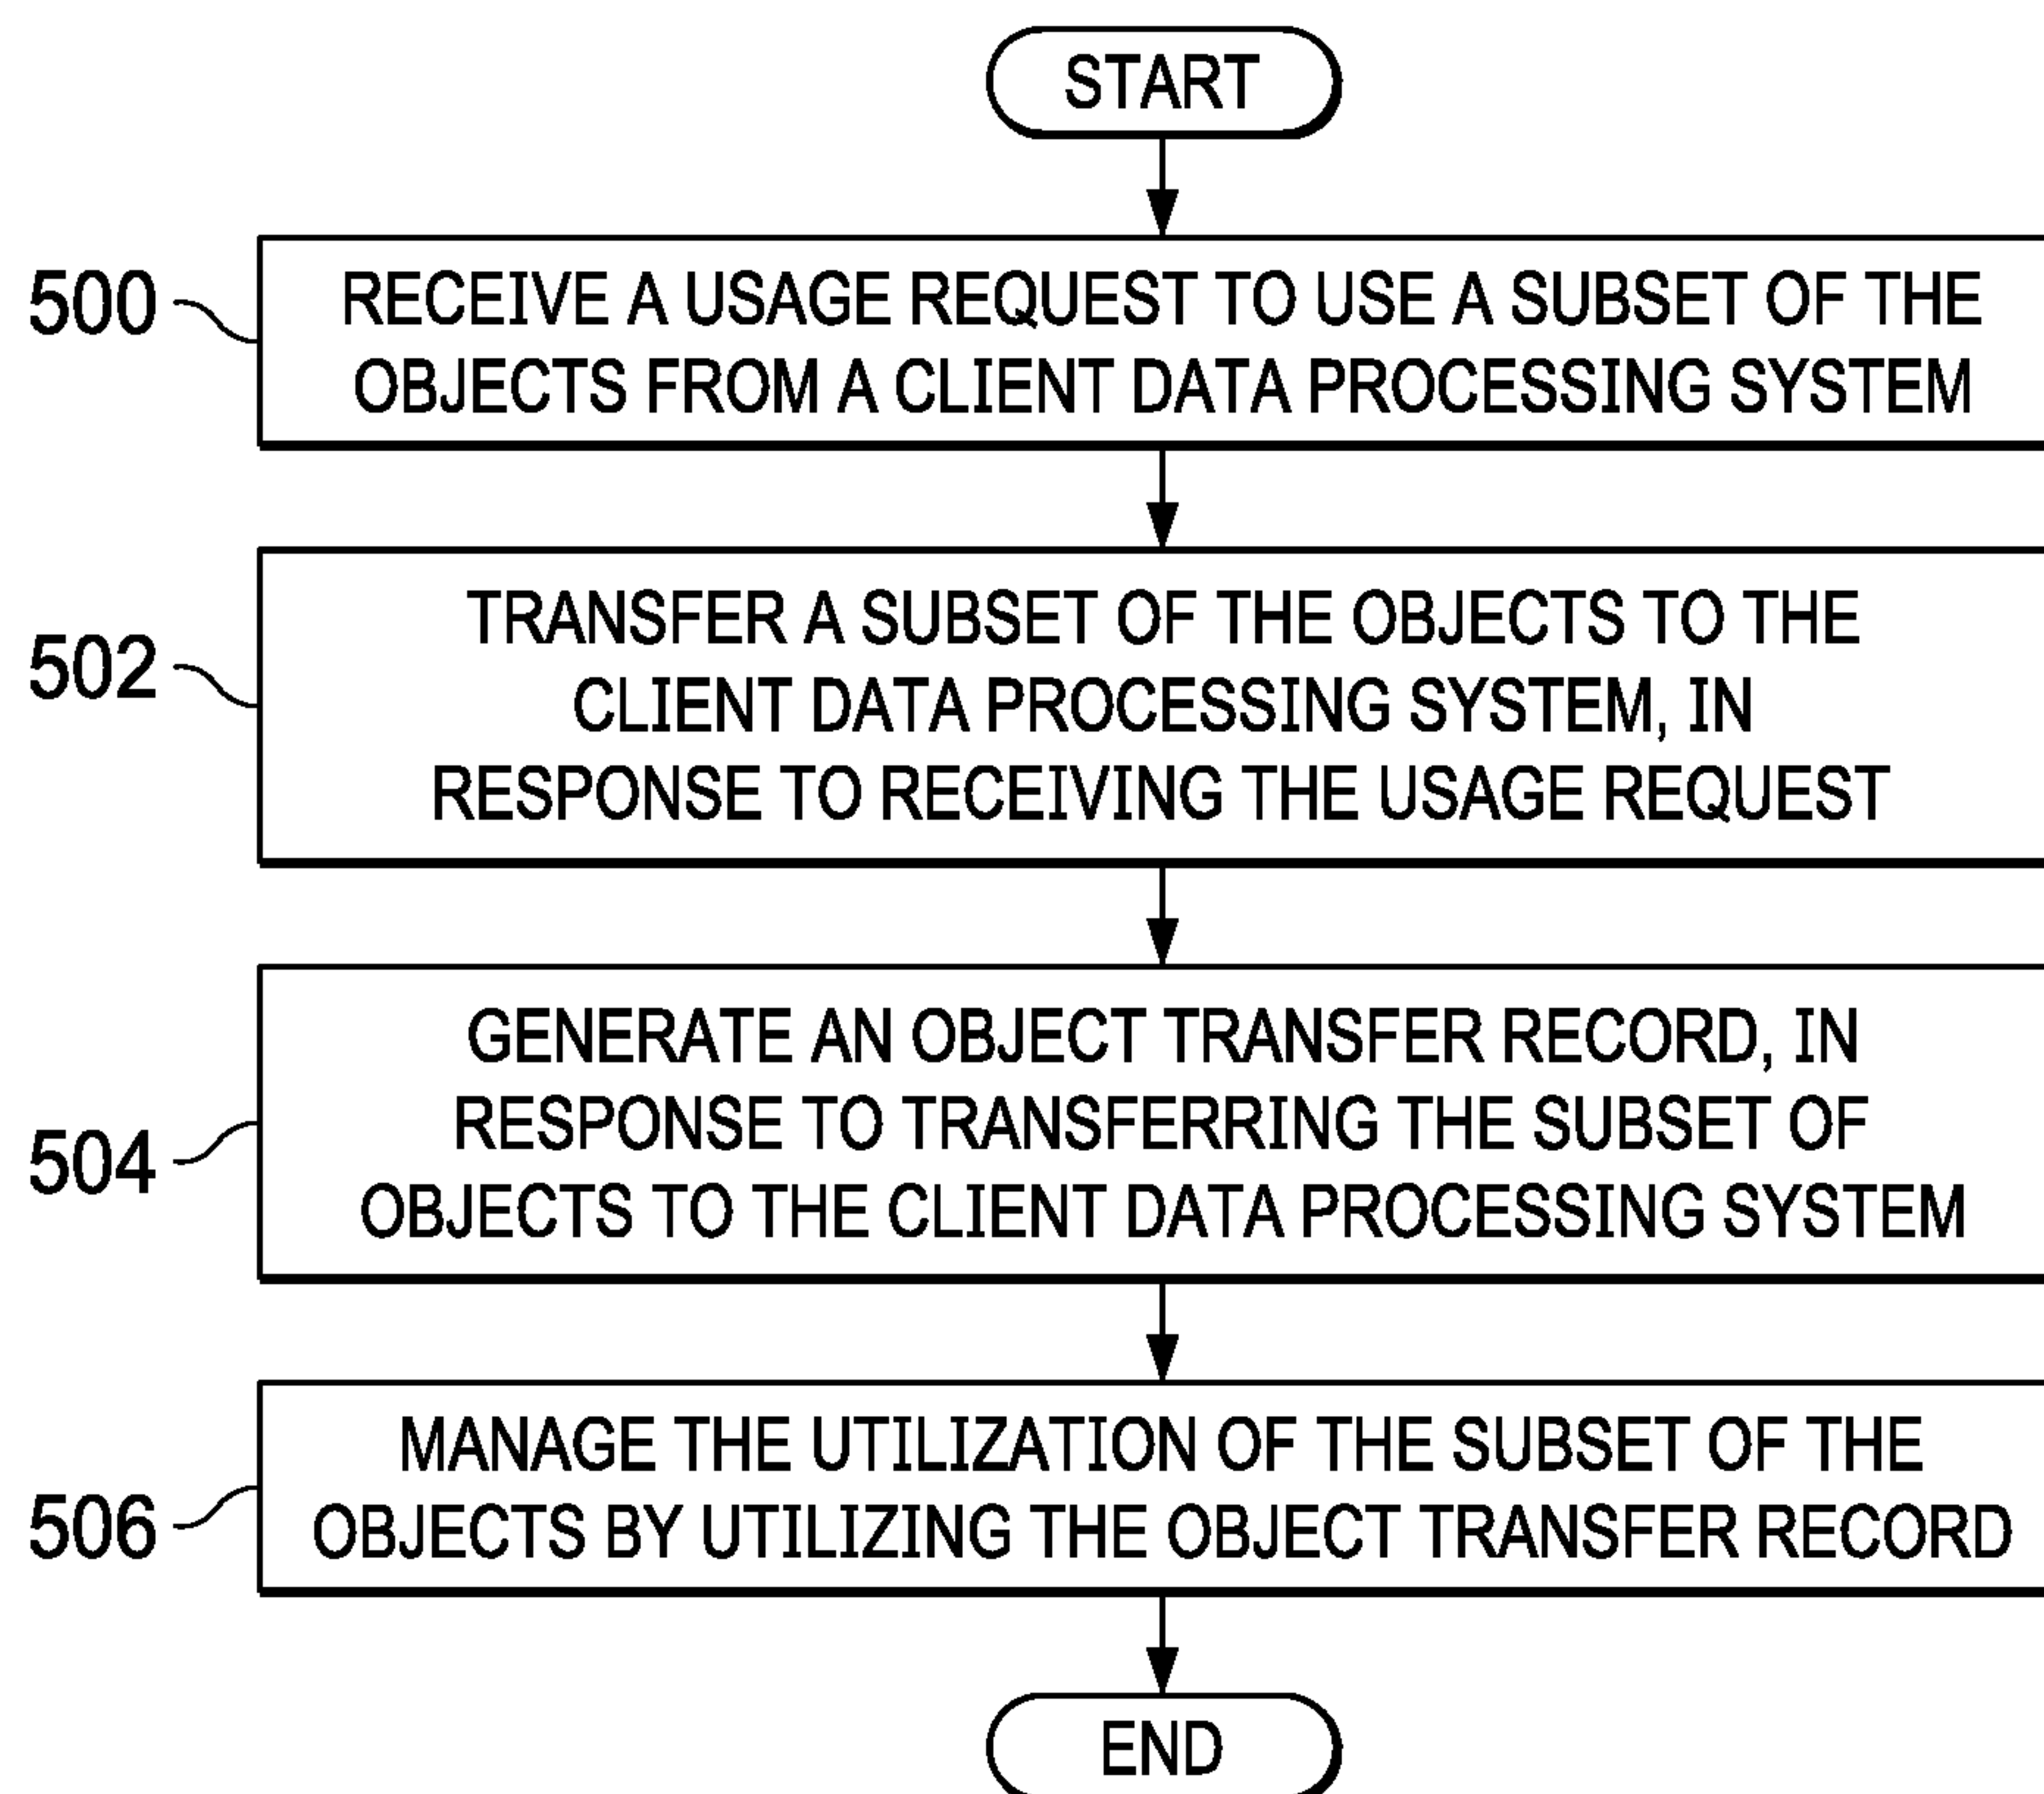 START
500
RECEIVE A USAGE REQUEST TO USE A SUBSET OF THE
OBJECTS FROM A CLIENT DATA PROCESSING SYSTEM
502
TRANSFER A SUBSET OF THE OBJECTS TO THE
CLIENT DATA PROCESSING SYSTEM, IN
RESPONSE TO RECEIVING THE USAGE REQUEST
504
GENERATE AN OBJECT TRANSFER RECORD, IN
RESPONSE TO TRANSFERRING THE SUBSET OF
OBJECTS TO THE CLIENT DATA PROCESSING SYSTEM
506
MANAGE THE UTILIZATION OF THE SUBSET OF THE
OBJECTS BY UTILIZING THE OBJECT TRANSFER RECORD
END